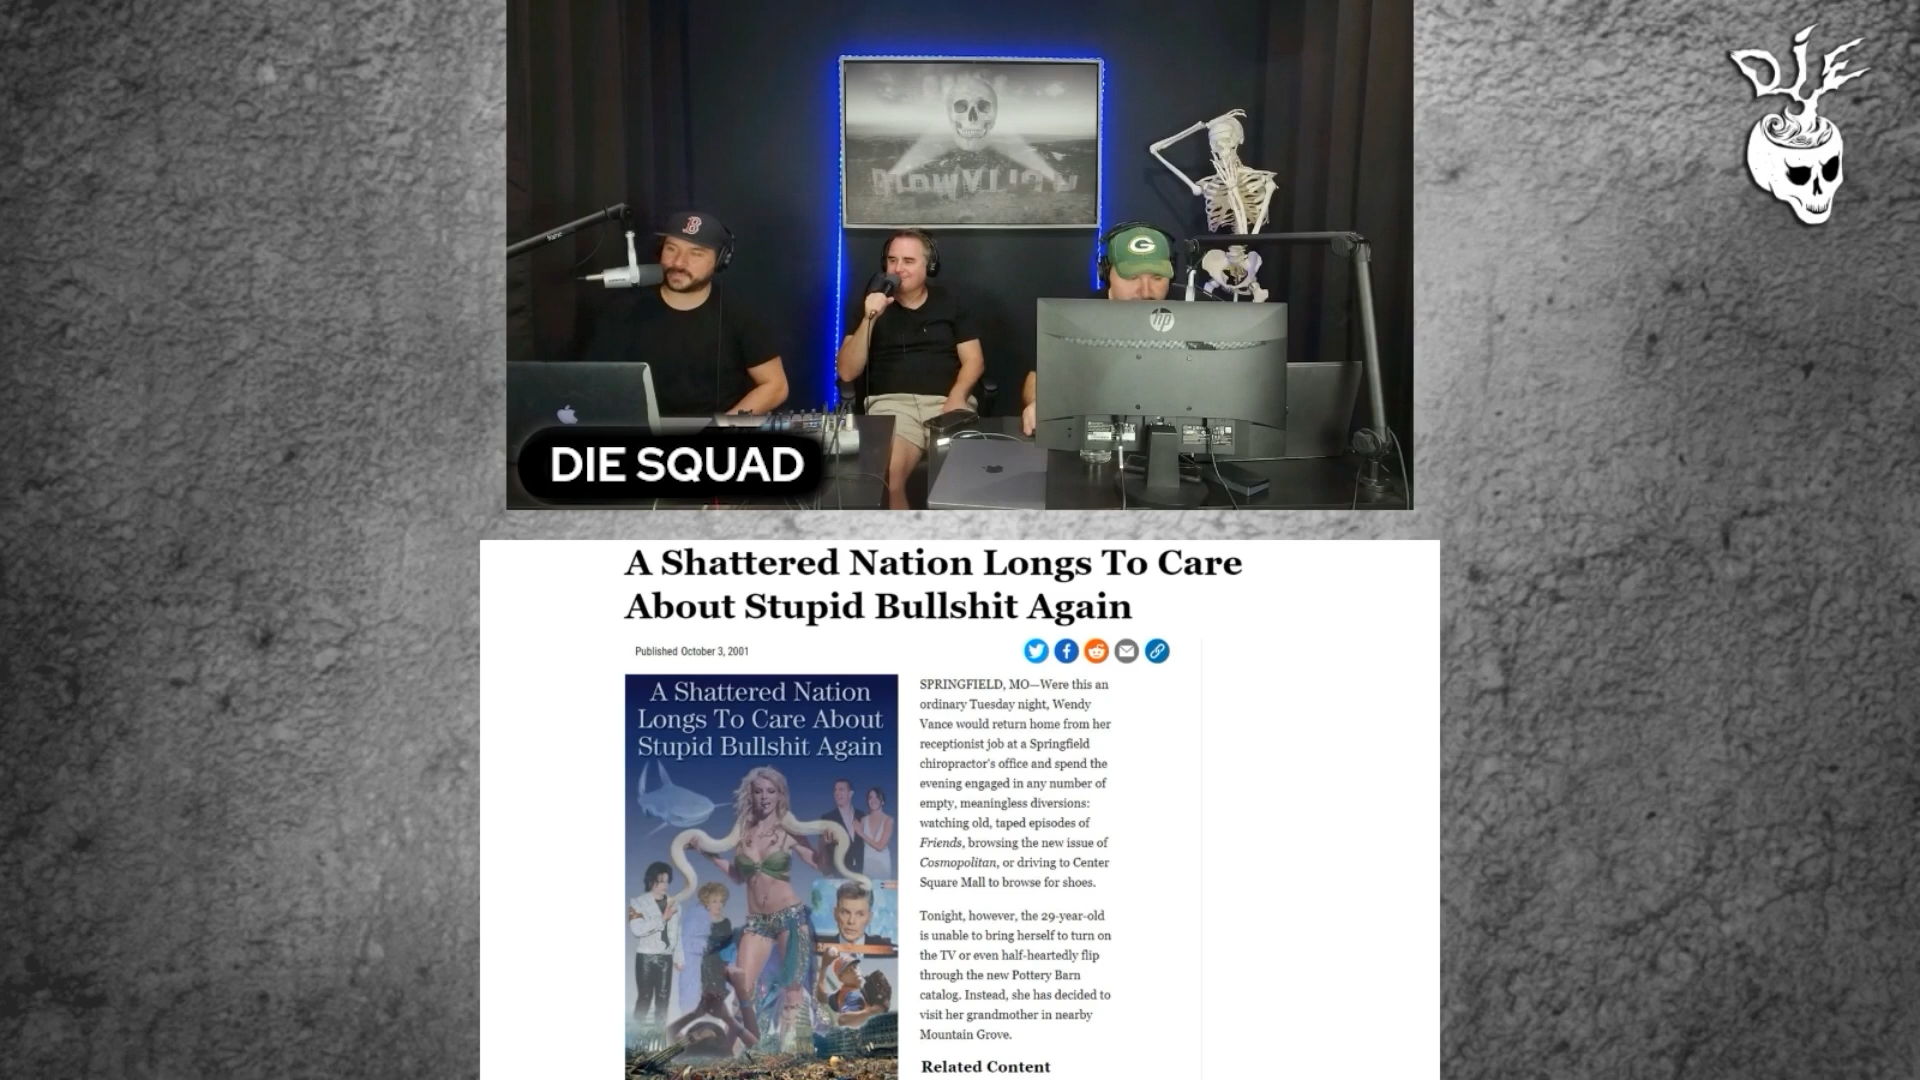 DIE
B
G
hp
DIE SQUAD
A Shattered Nation Longs To Care
About Stupid Bullshit Again
Published October 3, 2001
A Shattered Nation
Longs To Care About
Stupid Bullshit Again
SPRINGFIELD, MO—Were this an
ordinary Tuesday night, Wendy
Vance would return home from her
receptionist job at a Springfield
chiropractor's office and spend the
evening engaged in any number of
empty, meaningless diversions:
watching old, taped episodes of
Friends, browsing the new issue of
Cosmopolitan, or driving to Center
Square Mall to browse for shoes.
Tonight, however, the 29-year-old
is unable to bring herself to turn on
the TV or even half-heartedly flip
through the new Pottery Barn
catalog. Instead, she has decided to
visit her grandmother in nearby
Mountain Grove.
Related Content